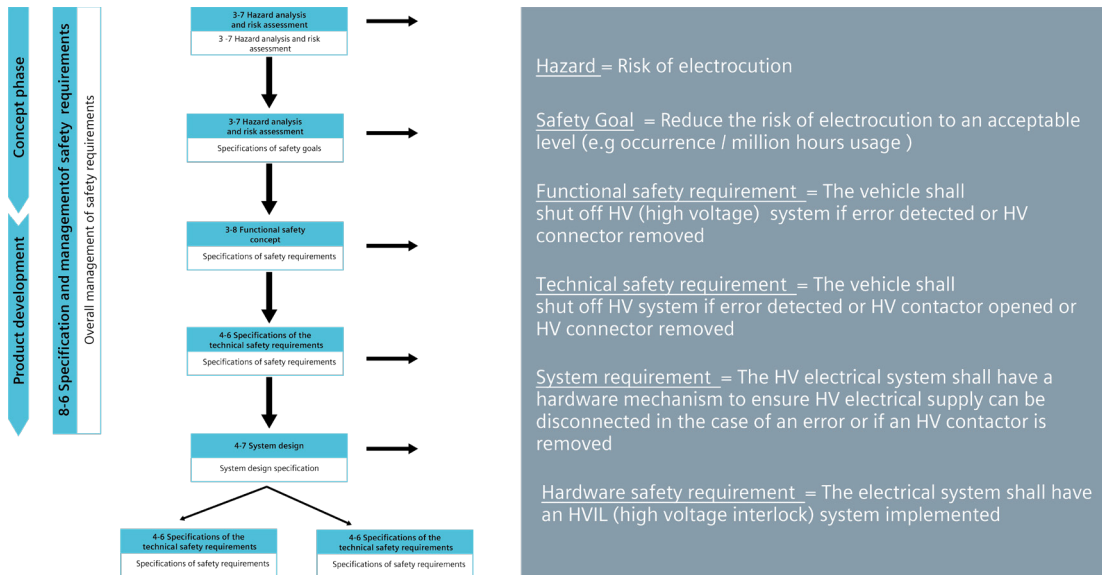 Concept phase
Product development
8-6 Specification and managementof safety requirements
Overall management of safety requirements
3-7 Hazard analysis
and risk assessment
3 -7 Hazard analysis and risk
assessment
3-7 Hazard analysis
and risk assessment
Specifications of safety goals
3-8 Functional safety
concept
Specifications of safety requirements
4-6 Specifications of the
technical safety requirements
Specifications of safety requirements
4-7 System design
System design specification
4-6 Specifications of the
technical safety requirements
Specifications of safety requirements
4-6 Specifications of the
technical safety requirements
Specifications of safety requirements
Hazard = Risk of electrocution
Safety Goal = Reduce the risk of electrocution to an acceptable
level (e.g occurrence / million hours usage )
Functional safety requirement = The vehicle shall
shut off HV (high voltage) system if error detected or HV
connector removed
Technical safety requirement = The vehicle shall
shut off HV system if error detected or HV contactor opened or
HV connector removed
System requirement = The HV electrical system shall have a
hardware mechanism to ensure HV electrical supply can be
disconnected in the case of an error or if an HV contactor is
removed
Hardware safety requirement = The electrical system shall have
an HVIL (high voltage interlock) system implemented